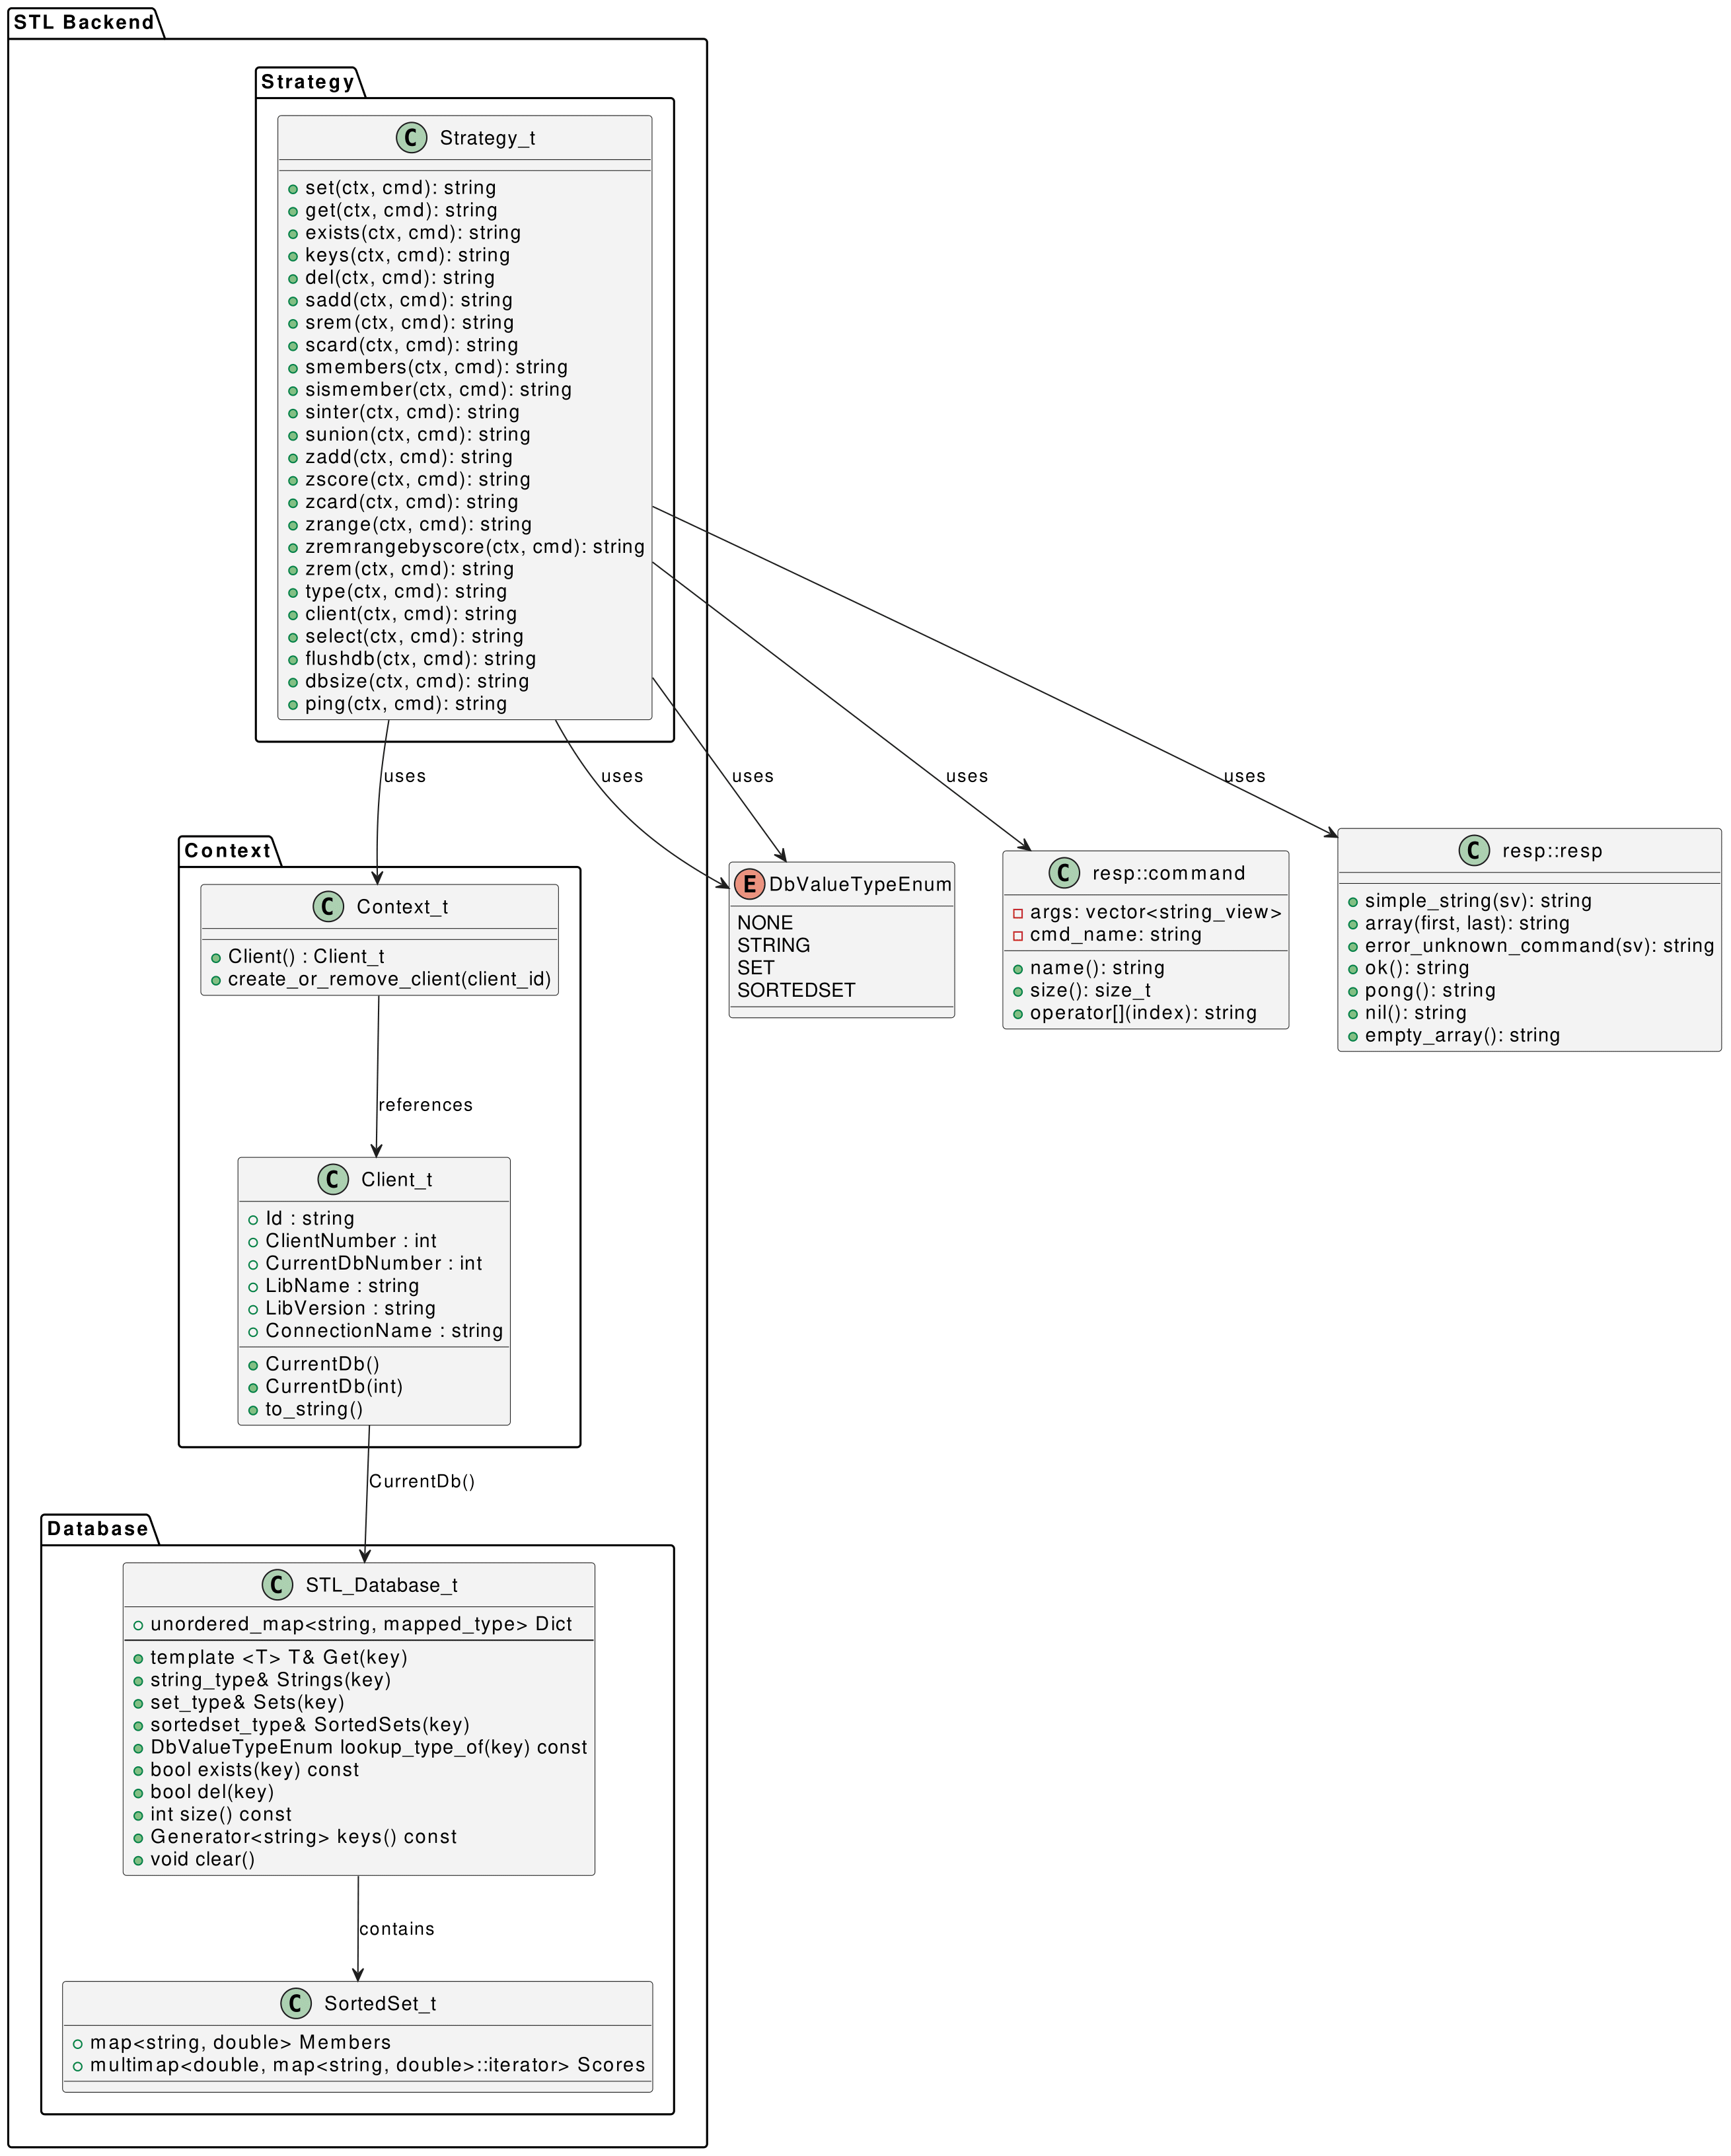 STL Backend
Strategy
C Strategy_t
set(ctx, cmd): string
get(ctx, cmd): string
exists(ctx, cmd): string
keys(ctx, cmd): string
del(ctx, cmd): string
sadd(ctx, cmd): string
srem(ctx, cmd): string
scard(ctx, cmd): string
smembers(ctx, cmd): string
sismember(ctx, cmd): string
sinter(ctx, cmd): string
sunion(ctx, cmd): string
zadd(ctx, cmd): string
zscore(ctx, cmd): string
zcard(ctx, cmd): string
zrange(ctx, cmd): string
zremrangebyscore(ctx, cmd): string
zrem(ctx, cmd): string
type(ctx, cmd): string
client(ctx, cmd): string
select(ctx, cmd): string
flushdb(ctx, cmd): string
dbsize(ctx, cmd): string
ping(ctx, cmd): string
uses
uses
uses
uses
uses
Context
C Context_t
Client() : Client_t
create_or_remove_client(client_id)
E DbValueTypeEnum
NONE
STRING
SET
SORTEDSET
C resp::command
args: vector<string_view>
cmd_name: string
name(): string
size(): size_t
operator[](index): string
C resp::resp
simple_string(sv): string
array(first, last): string
error_unknown_command(sv): string
ok(): string
pong(): string
nil(): string
empty_array(): string
references
C Client_t
Id : string
ClientNumber : int
CurrentDbNumber : int
LibName : string
LibVersion : string
ConnectionName : string
CurrentDb()
CurrentDb(int)
to_string()
CurrentDb()
Database
C STL_Database_t
unordered_map<string, mapped_type> Dict
template <T> T& Get(key)
string_type& Strings(key)
set_type& Sets(key)
sortedset_type& SortedSets(key)
DbValueTypeEnum lookup_type_of(key) const
bool exists(key) const
bool del(key)
int size() const
Generator<string> keys() const
void clear()
contains
C SortedSet_t
map<string, double> Members
multimap<double, map<string, double>::iterator> Scores